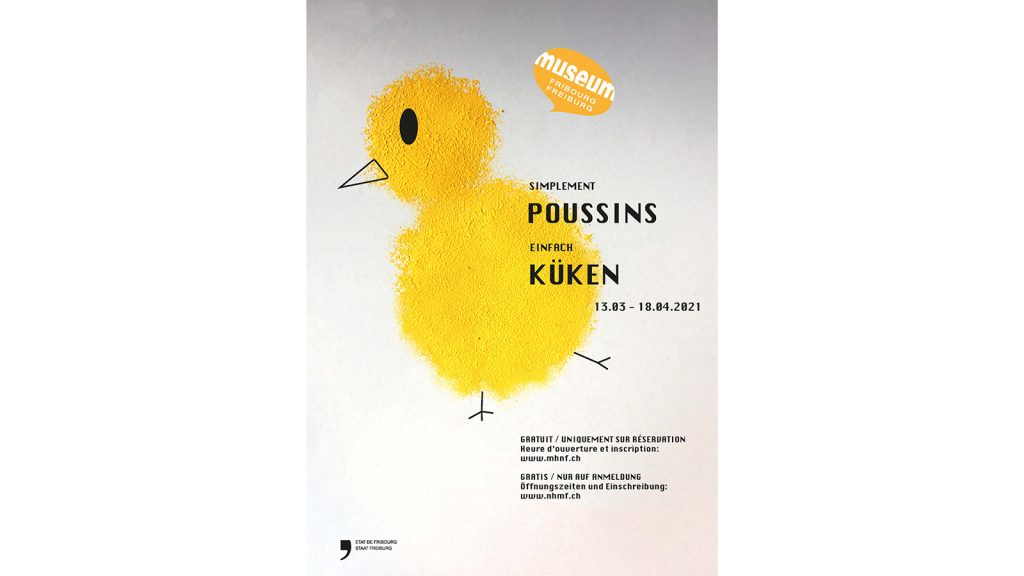 museum
FRIBOURG
FREIBURG
SIMPLEMENT
POUSSINS
EINFACH
KÜKEN
13.03 – 18.04.2021
GRATUIT / UNIQUEMENT SUR RÉSERVATION
Heure d'ouverture et inscription:
www.mhnf.ch
GRATIS / NUR AUF ANMELDUNG
Öffnungszeiten und Einschreibung:
www.nhmf.ch
ETAT DE FRIBOURG
STAAT FREIBURG